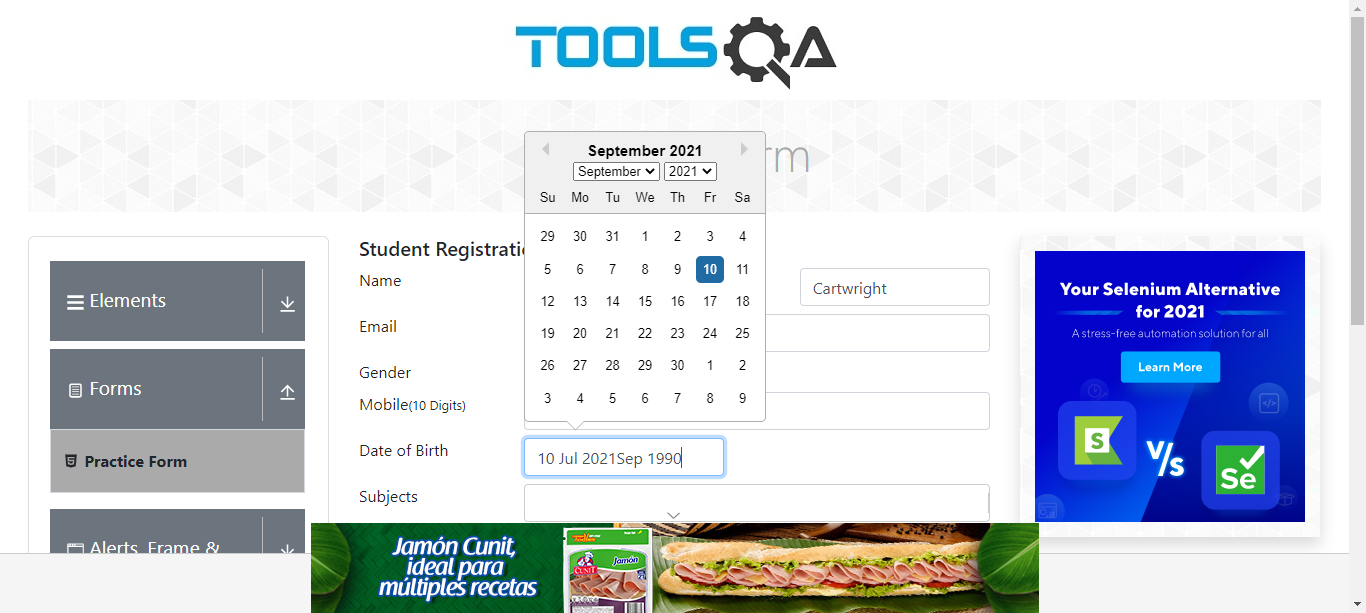 TOOLSQA
rm
September 2021
September 2021
Su Mo Tu We Th Fr Sa
29 30 31 1 2 3 4
5 6 7 8 9 10 11
12 13 14 15 16 17 18
19 20 21 22 23 24 25
26 27 28 29 30 1 2
3 4 5 6 7 8 9
Elements
Forms
Practice Form
Alerts, Frame &
Student Registratio
Name
Cartwright
Email
Gender
Mobile(10 Digits)
Date of Birth
10 Jul 2021Sep 1990
Subjects
Your Selenium Alternative
for 2021
A stress-free automation solution for all
Learn More
S
V/s
Se
Jamón Cunit,
ideal para
múltiples recetas
CUNIT
Jamón